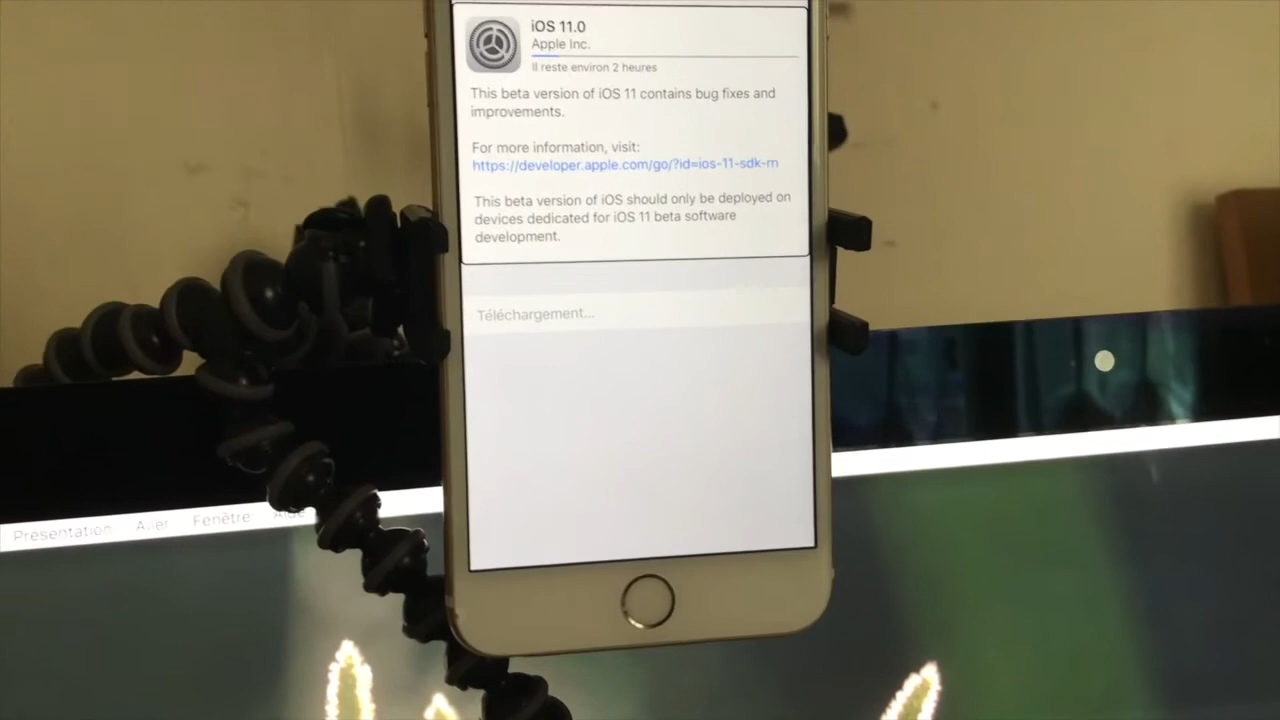 iOS 11.0
Apple Inc.
Il reste environ 2 heures
This beta version of iOS 11 contains bug fixes and
improvements.
For more information, visit:
https://developer.apple.com/go/?id=ios-11-sdk-m
This beta version of iOS should only be deployed on
devices dedicated for iOS 11 beta software
development.
Téléchargement...
Présentation Aller Fenêtre Aide